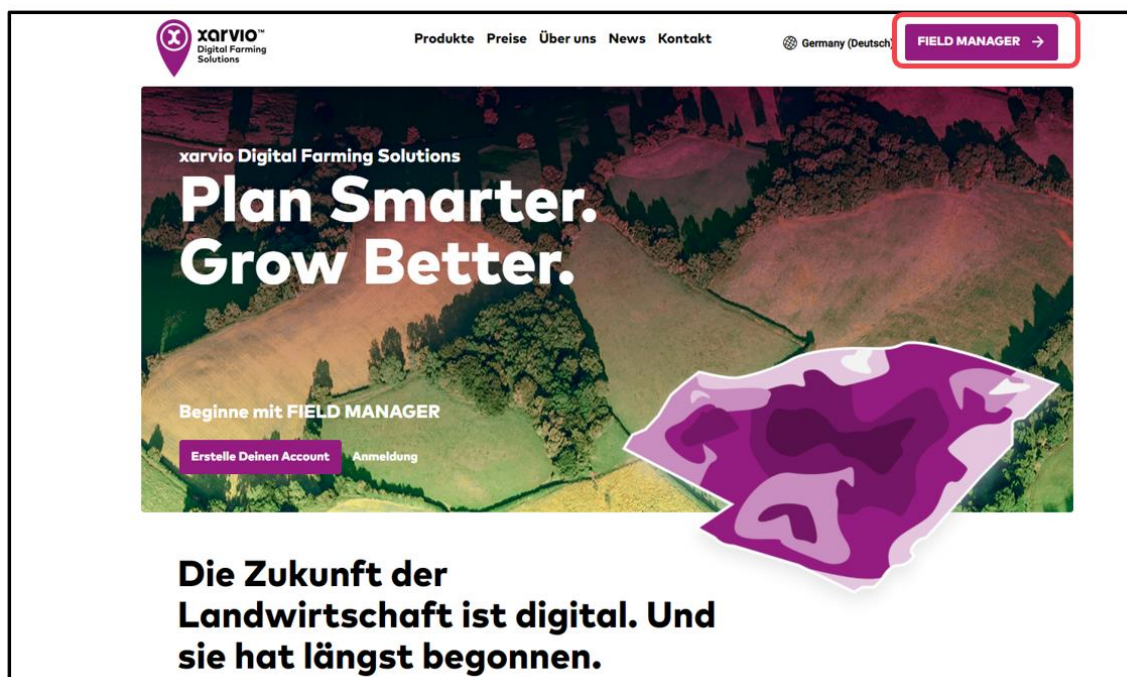 xarvio™
Digital Farming
Solutions
Produkte Preise Über uns News Kontakt
Germany (Deutsch)
FIELD MANAGER →
xarvio Digital Farming Solutions
Plan Smarter.
Grow Better.
Beginne mit FIELD MANAGER
Erstelle Deinen Account Anmeldung
Die Zukunft der
Landwirtschaft ist digital. Und
sie hat längst begonnen.